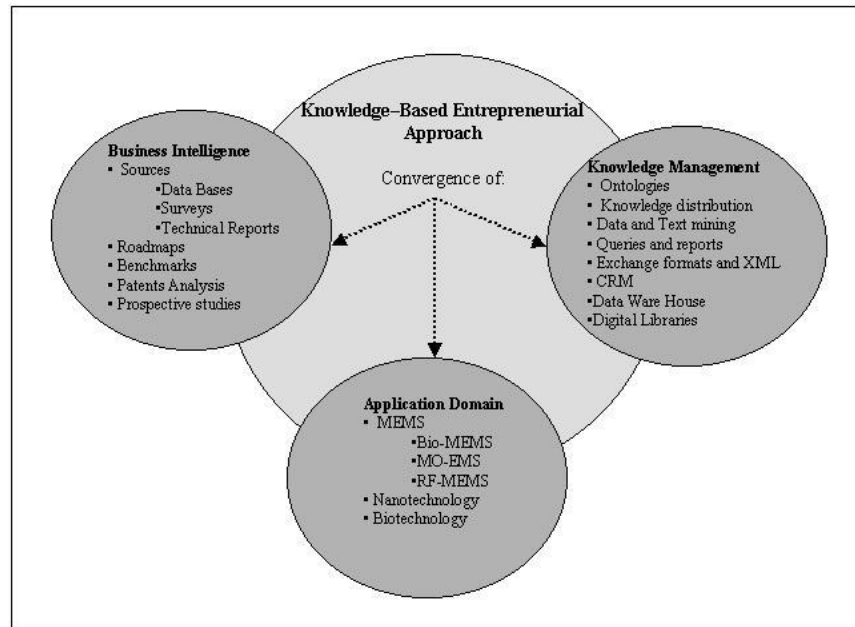 Knowledge–Based Entrepreneurial
Approach
Convergence of:
Business Intelligence
▪ Sources
▪Data Bases
▪Surveys
▪Technical Reports
▪ Roadmaps
▪ Benchmarks
▪ Patents Analysis
▪ Prospective studies
Knowledge Management
▪ Ontologies
▪ Knowledge distribution
▪ Data and Text mining
▪ Queries and reports
▪ Exchange formats and XML
▪ CRM
▪Data Ware House
▪Digital Libraries
Application Domain
▪ MEMS
▪Bio-MEMS
▪MO-EMS
▪RF-MEMS
▪ Nanotechnology
▪ Biotechnology